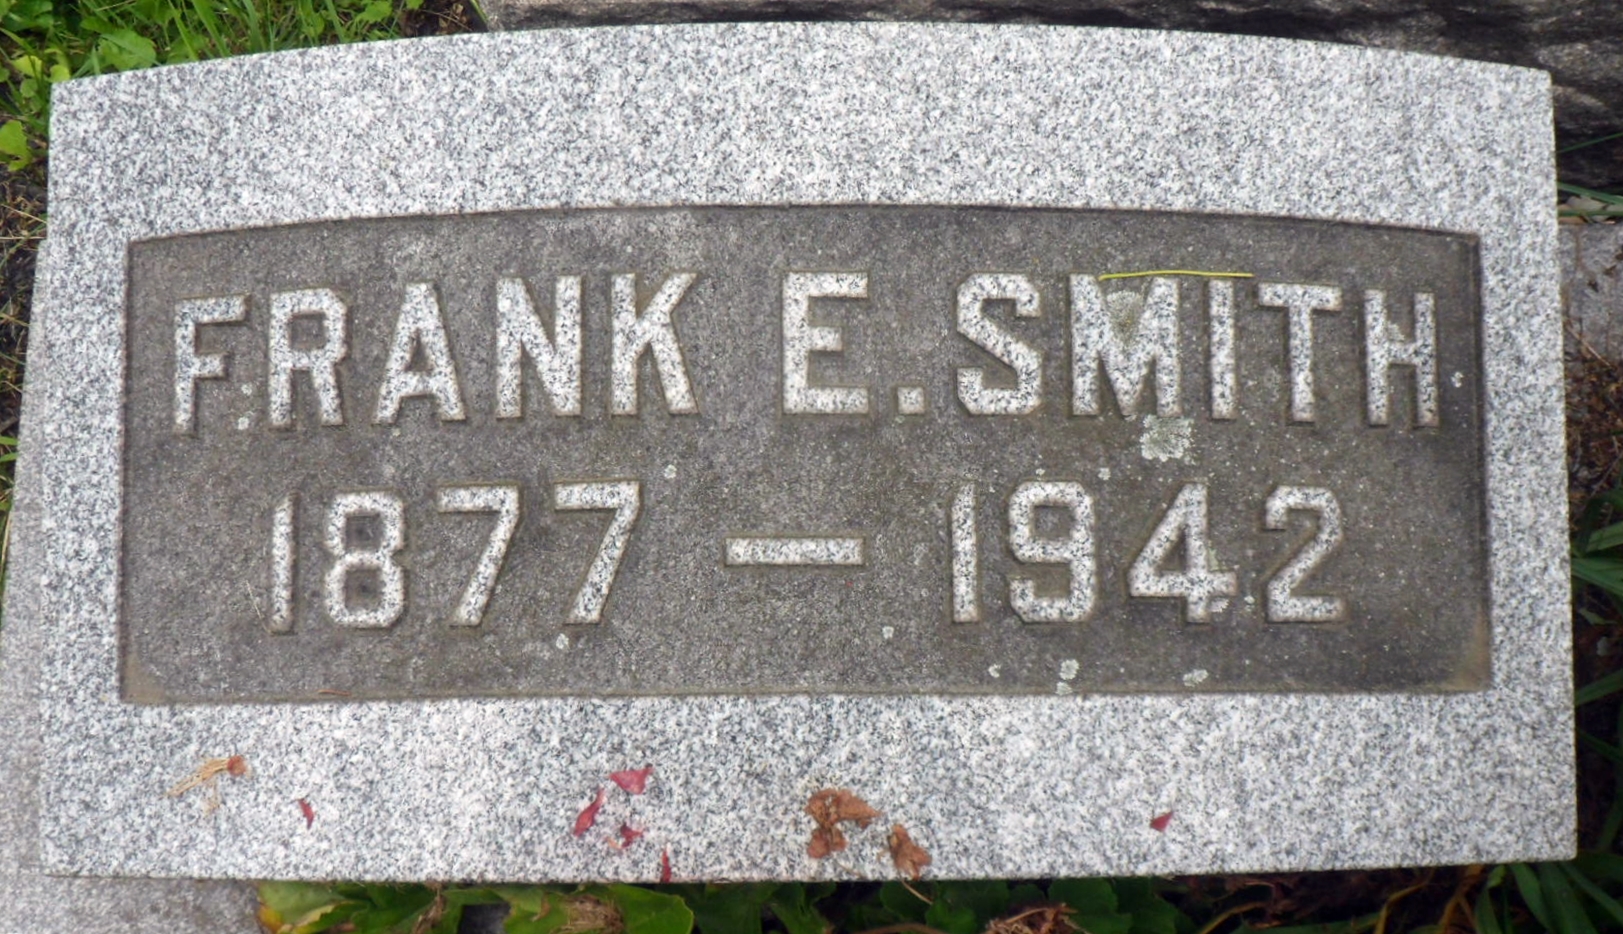 FRANK E. SMITH
1877 — 1942